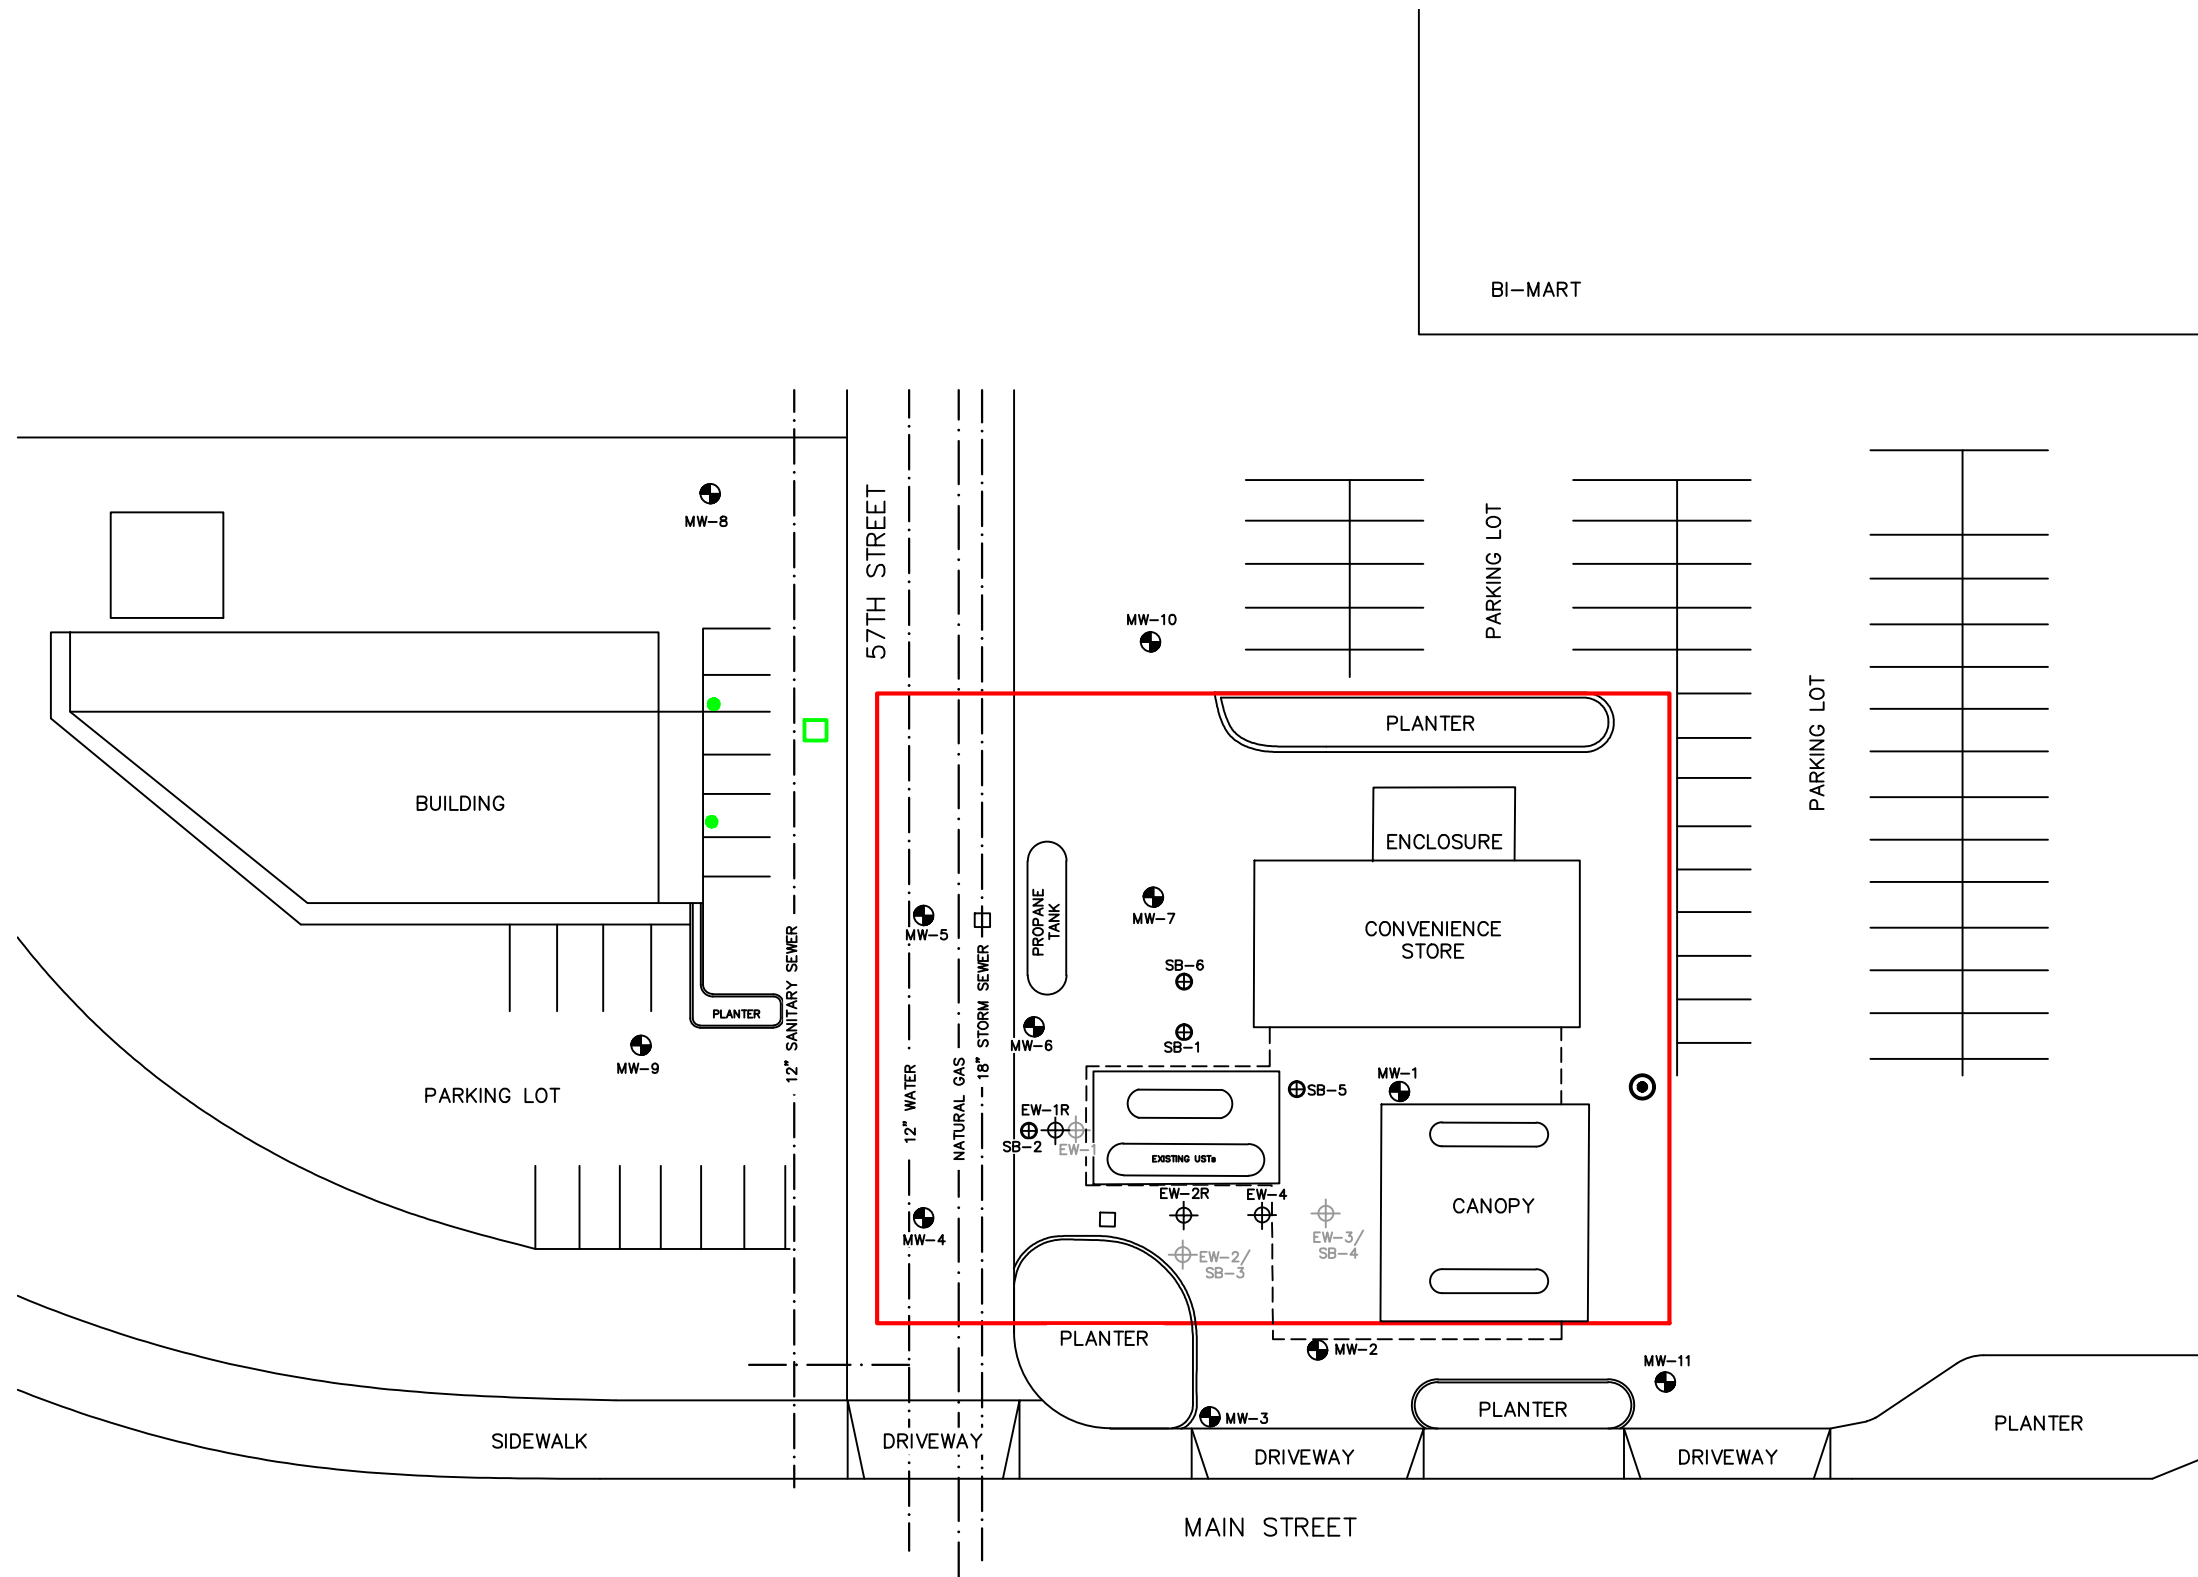 BI-MART
57TH STREET
PARKING LOT
MW-8
MW-10
PARKING LOT
PLANTER
BUILDING
ENCLOSURE
PROPANE
TANK
MW-7
MW-5
CONVENIENCE
STORE
12" SANITARY SEWER
18" STORM SEWER
SB-6
PLANTER
MW-6
SB-1
MW-9
12" WATER
NATURAL GAS
MW-1
PARKING LOT
SB-5
EW-1R
SB-2
EW-1
EXISTING USTs
EW-2R
EW-4
CANOPY
MW-4
EW-3/
SB-4
EW-2/
SB-3
PLANTER
MW-2
MW-11
PLANTER
MW-3
PLANTER
SIDEWALK
DRIVEWAY
DRIVEWAY
DRIVEWAY
MAIN STREET